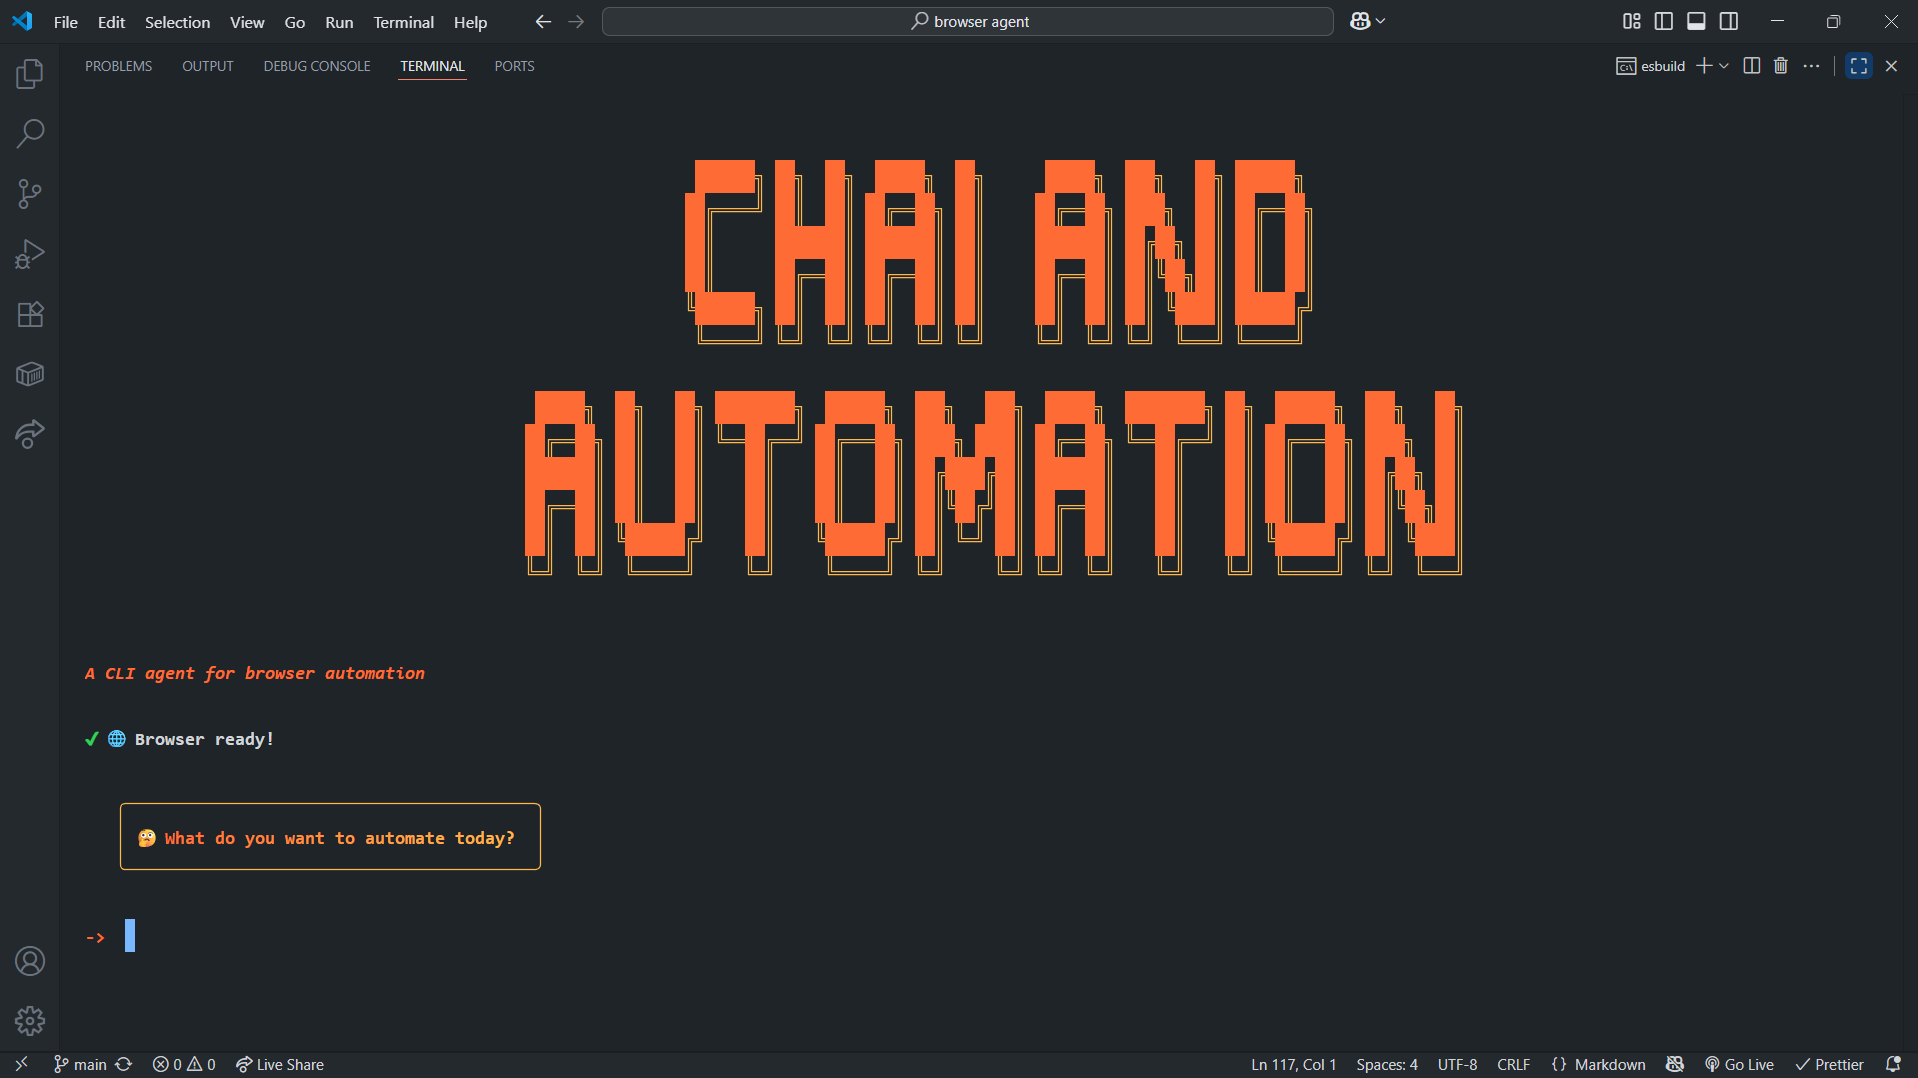 File Edit Selection View Go Run Terminal Help browser agent
PROBLEMS OUTPUT DEBUG CONSOLE TERMINAL PORTS esbuild
CHAI AND
AUTOMATION
A CLI agent for browser automation
✔ 🌐 Browser ready!
🤔 What do you want to automate today?
->
main 0 0 Live Share Ln 117, Col 1 Spaces: 4 UTF-8 CRLF {} Markdown Go Live Prettier